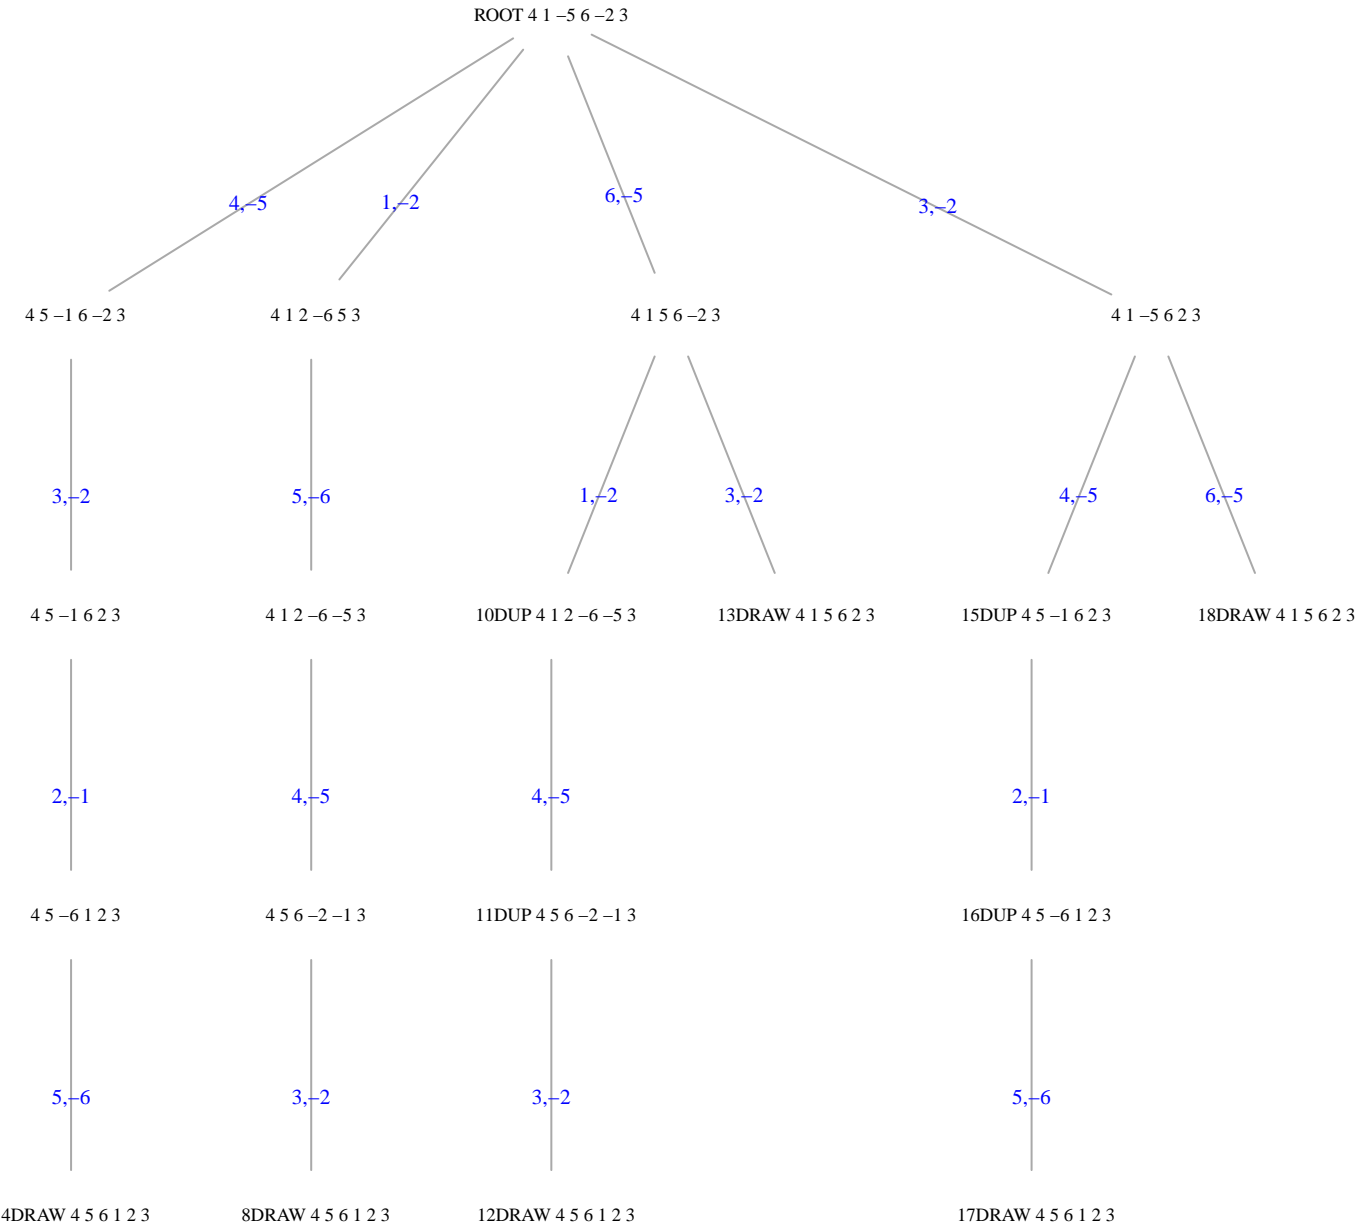 ROOT 4 1 –5 6 –2 3
4,–5
1,–2
6,–5
3,–2
4 5 –1 6 –2 3
4 1 2 –6 5 3
4 1 5 6 –2 3
4 1 –5 6 2 3
3,–2
5,–6
1,–2
3,–2
4,–5
6,–5
4 5 –1 6 2 3
4 1 2 –6 –5 3
10DUP 4 1 2 –6 –5 3
13DRAW 4 1 5 6 2 3
15DUP 4 5 –1 6 2 3
18DRAW 4 1 5 6 2 3
2,–1
4,–5
4,–5
2,–1
4 5 –6 1 2 3
4 5 6 –2 –1 3
11DUP 4 5 6 –2 –1 3
16DUP 4 5 –6 1 2 3
5,–6
3,–2
3,–2
5,–6
4DRAW 4 5 6 1 2 3
8DRAW 4 5 6 1 2 3
12DRAW 4 5 6 1 2 3
17DRAW 4 5 6 1 2 3